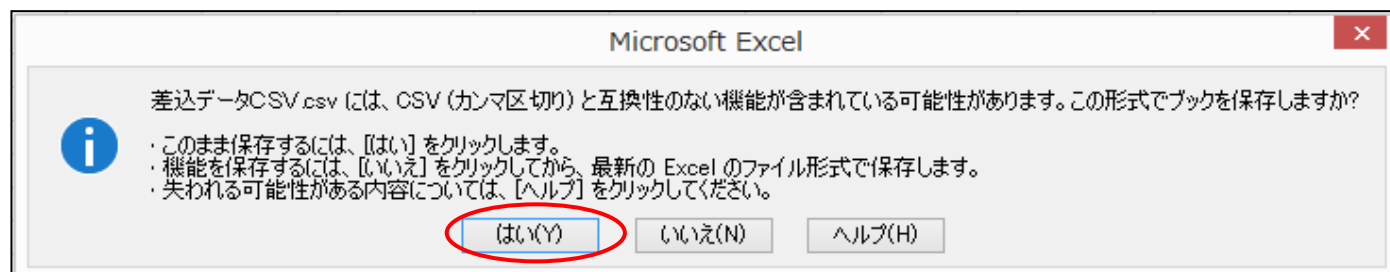 Microsoft Excel
差込データCSV.csv には、CSV (カンマ区切り) と互換性のない機能が含まれている可能性があります。この形式でブックを保存しますか?
・このまま保存するには、[はい] をクリックします。
・機能を保存するには、[いいえ] をクリックしてから、最新の Excel のファイル形式で保存します。
・失われる可能性がある内容については、[ヘルプ] をクリックしてください。
はい(Y) いいえ(N) ヘルプ(H)